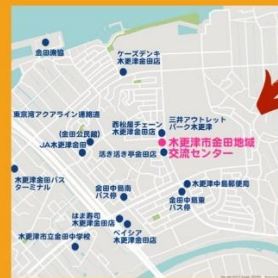 金田漁協
ケーズデンキ
木更津金田店
東京湾アクアライン連絡道
西松屋チェーン
木更津金田店
三井アウトレット
パーク木更津
(金田公民館)
JA木更津金田
木更津市金田地域
交流センター
活き活き亭金田店
木更津金田バス
ターミナル
木更津中島郵便局
金田中島南
バス停
金田中島東
バス停
はま寿司
木更津金田店
ベイシア
木更津金田店
木更津市立金田中学校